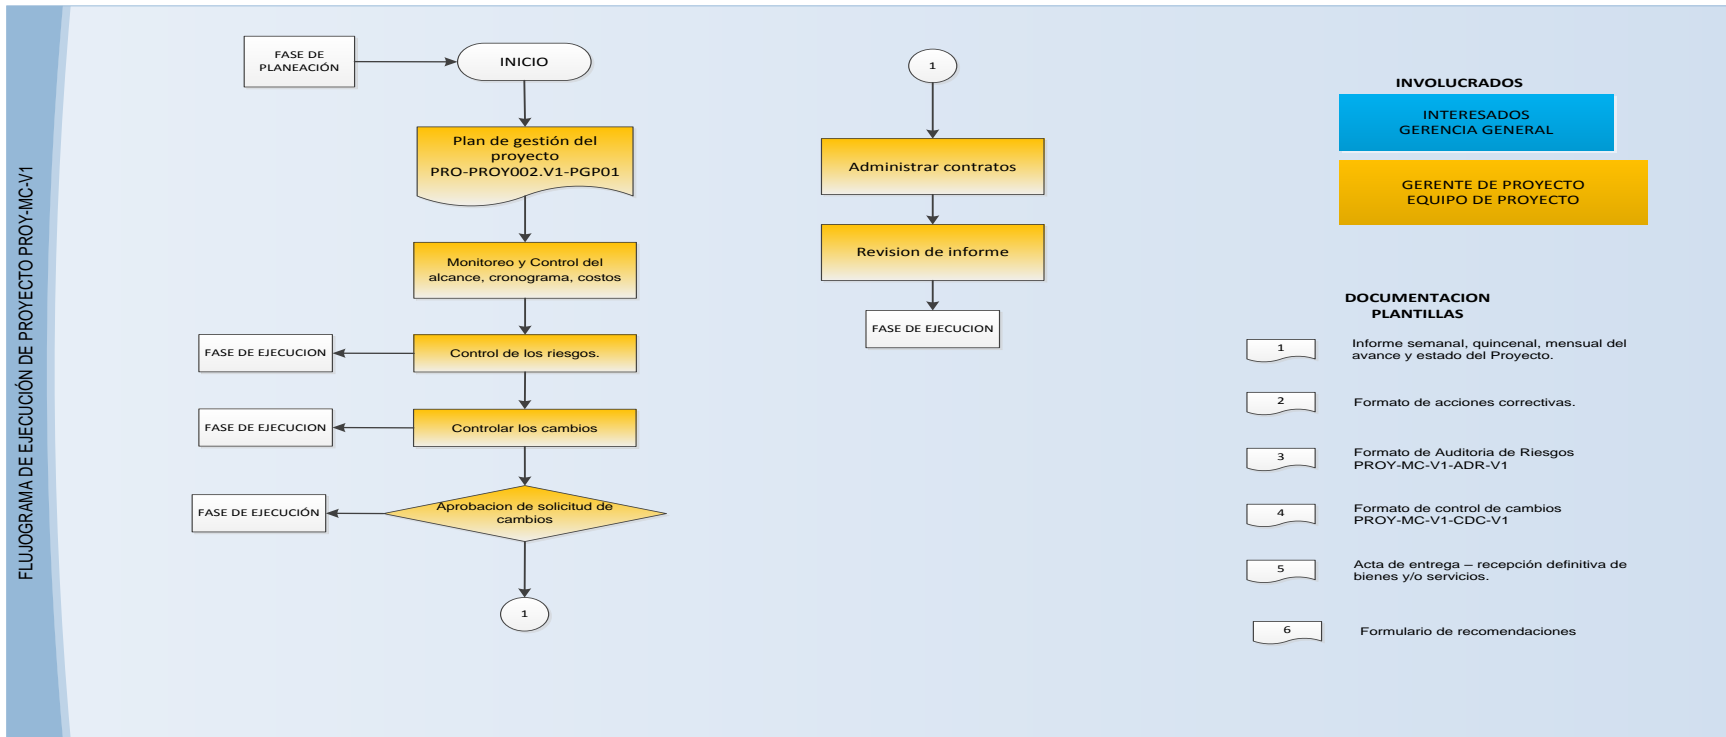 FLUJOGRAMA DE EJECUCIÓN DE PROYECTO PROY-MC-V1
FASE DE
PLANEACIÓN
INICIO
Plan de gestión del
proyecto
PRO-PROY002.V1-PGP01
Monitoreo y Control del
alcance, cronograma, costos
FASE DE EJECUCION
Control de los riesgos.
FASE DE EJECUCION
Controlar los cambios
FASE DE EJECUCIÓN
Aprobacion de solicitud de
cambios
1
1
Administrar contratos
Revision de informe
FASE DE EJECUCION
INVOLUCRADOS
INTERESADOS
GERENCIA GENERAL
GERENTE DE PROYECTO
EQUIPO DE PROYECTO
DOCUMENTACION
PLANTILLAS
1
Informe semanal, quincenal, mensual del
avance y estado del Proyecto.
2
Formato de acciones correctivas.
3
Formato de Auditoria de Riesgos
PROY-MC-V1-ADR-V1
4
Formato de control de cambios
PROY-MC-V1-CDC-V1
5
Acta de entrega – recepción definitiva de
bienes y/o servicios.
6
Formulario de recomendaciones